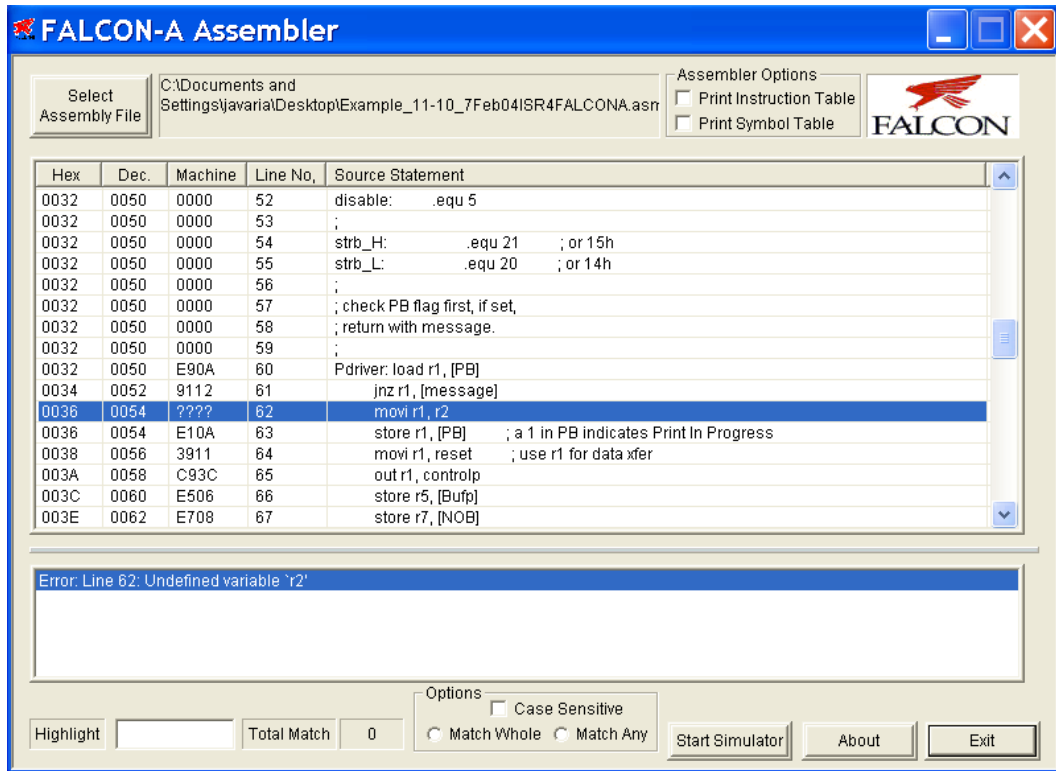 FALCON-A Assembler
Select Assembly File
C:\Documents and
Settings\javaria\Desktop\Example_11-10_7Feb04ISR4FALCONA.asm
Assembler Options
Print Instruction Table
Print Symbol Table
FALCON
Hex Dec. Machine Line No, Source Statement
0032 0050 0000 52 disable: .equ 5
0032 0050 0000 53 ;
0032 0050 0000 54 strb_H: .equ 21 ; or 15h
0032 0050 0000 55 strb_L: .equ 20 ; or 14h
0032 0050 0000 56 ;
0032 0050 0000 57 ; check PB flag first, if set,
0032 0050 0000 58 ; return with message.
0032 0050 0000 59 ;
0032 0050 E90A 60 Pdriver: load r1, [PB]
0034 0052 9112 61 jnz r1, [message]
0036 0054 ???? 62 movi r1, r2
0036 0054 E10A 63 store r1, [PB] ; a 1 in PB indicates Print In Progress
0038 0056 3911 64 movi r1, reset ; use r1 for data xfer
003A 0058 C93C 65 out r1, controlp
003C 0060 E506 66 store r5, [Bufp]
003E 0062 E708 67 store r7, [NOB]
Error: Line 62: Undefined variable `r2'
Highlight
Total Match 0
Options
Case Sensitive
Match Whole Match Any
Start Simulator
About
Exit